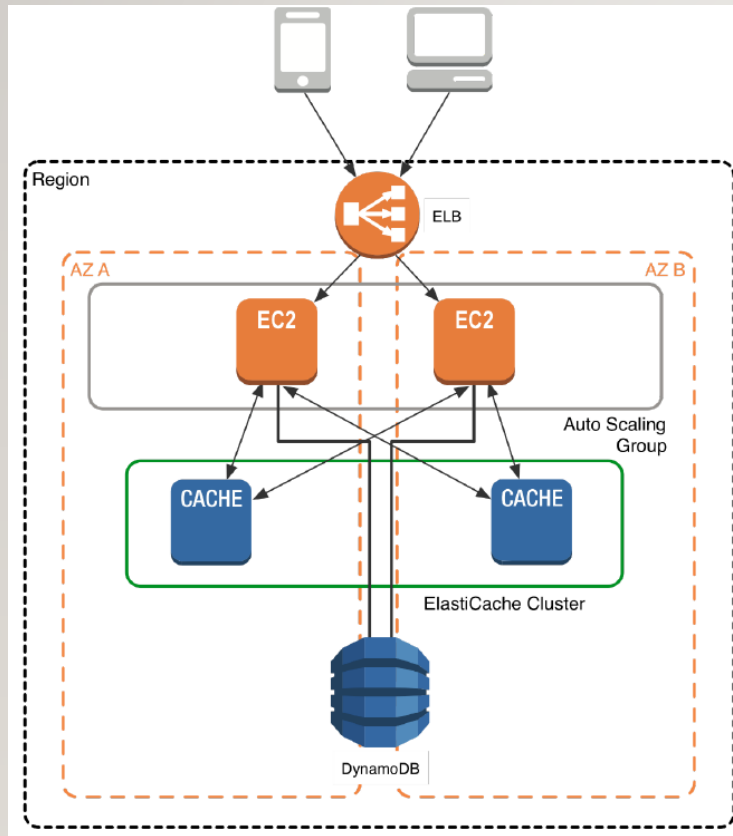 Region
ELB
AZ A
AZ B
EC2
EC2
Auto Scaling
Group
CACHE
CACHE
ElastiCache Cluster
DynamoDB